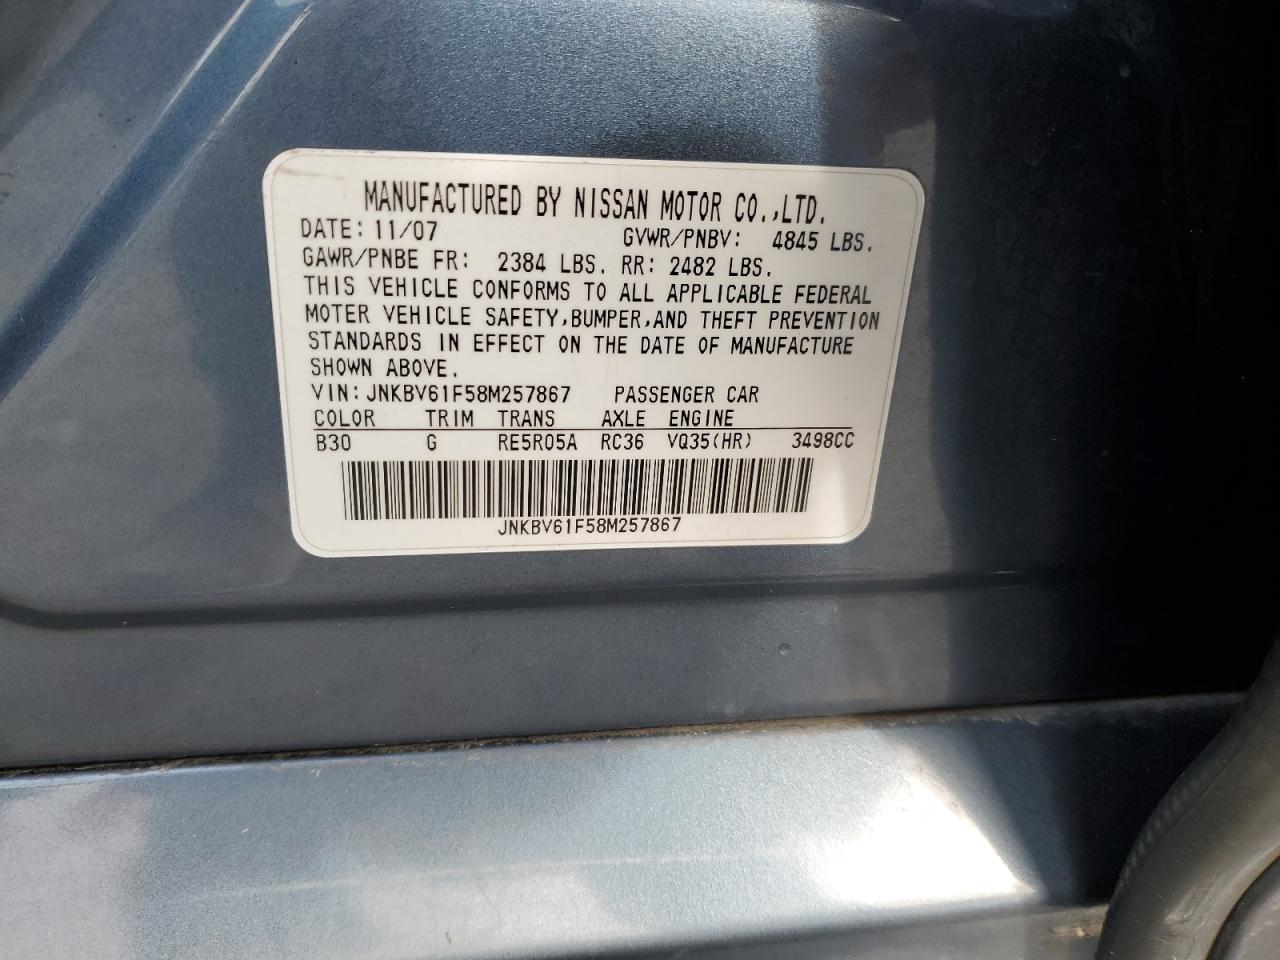 MANUFACTURED BY NISSAN MOTOR CO.,LTD.
DATE: 11/07 GVWR/PNBV: 4845 LBS.
GAWR/PNBE FR: 2384 LBS. RR: 2482 LBS.
THIS VEHICLE CONFORMS TO ALL APPLICABLE FEDERAL
MOTER VEHICLE SAFETY,BUMPER,AND THEFT PREVENTION
STANDARDS IN EFFECT ON THE DATE OF MANUFACTURE
SHOWN ABOVE.
VIN: JNKBV61F58M257867 PASSENGER CAR
COLOR TRIM TRANS AXLE ENGINE
B30 G RE5R05A RC36 VQ35(HR) 3498CC
JNKBV61F58M257867